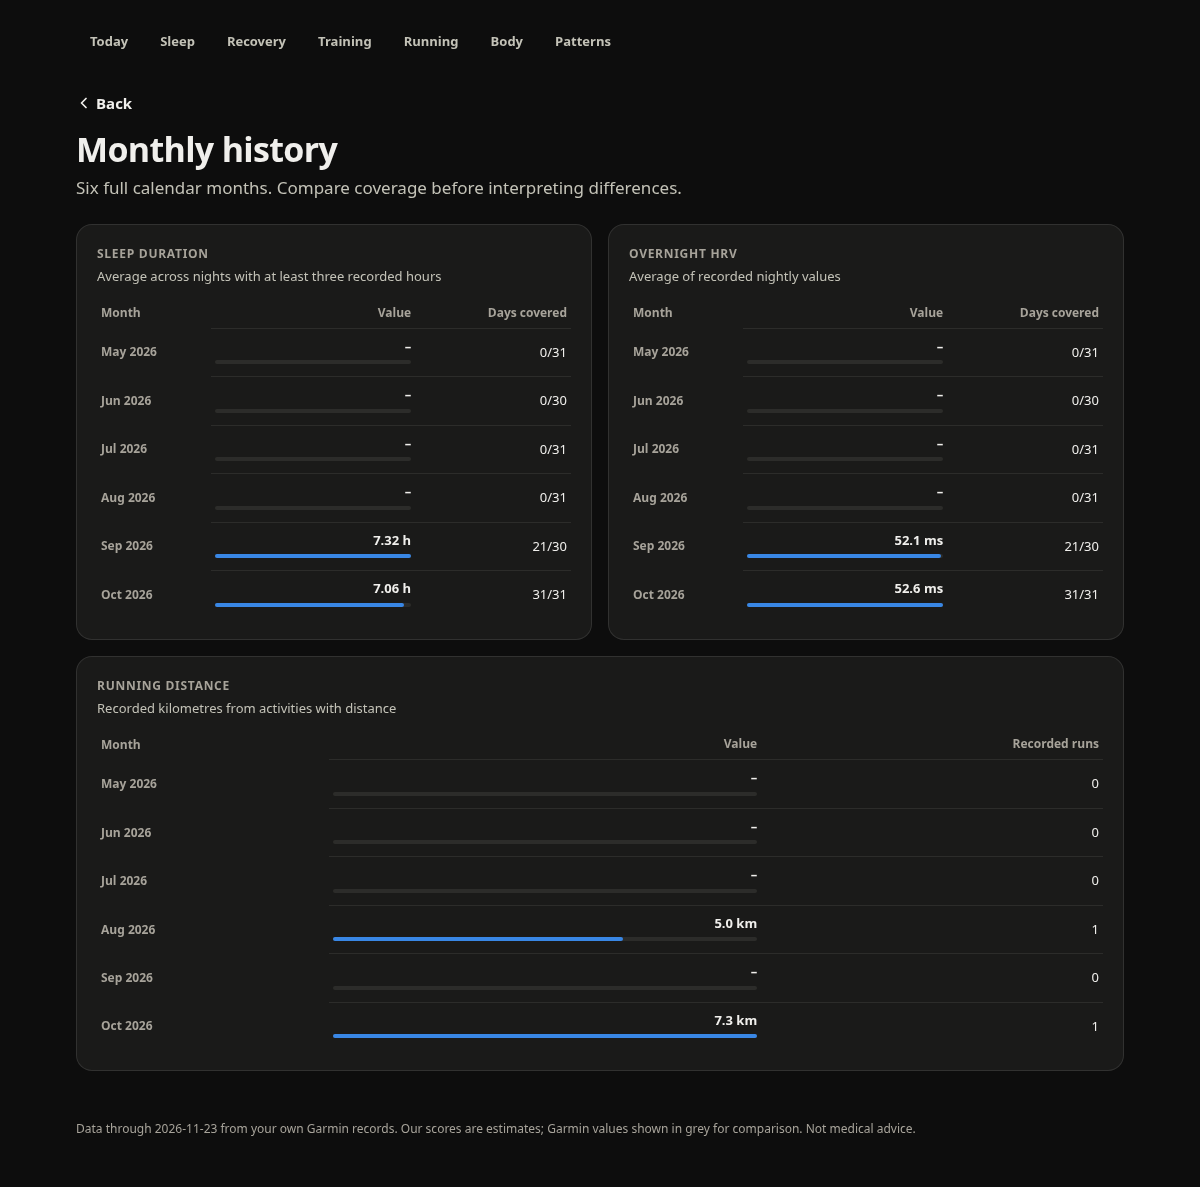 Today Sleep Recovery Training Running Body Patterns
Back
Monthly history
Six full calendar months. Compare coverage before interpreting differences.
SLEEP DURATION
Average across nights with at least three recorded hours
Month Value Days covered
May 2026 – 0/31
Jun 2026 – 0/30
Jul 2026 – 0/31
Aug 2026 – 0/31
Sep 2026 7.32 h 21/30
Oct 2026 7.06 h 31/31
OVERNIGHT HRV
Average of recorded nightly values
Month Value Days covered
May 2026 – 0/31
Jun 2026 – 0/30
Jul 2026 – 0/31
Aug 2026 – 0/31
Sep 2026 52.1 ms 21/30
Oct 2026 52.6 ms 31/31
RUNNING DISTANCE
Recorded kilometres from activities with distance
Month Value Recorded runs
May 2026 – 0
Jun 2026 – 0
Jul 2026 – 0
Aug 2026 5.0 km 1
Sep 2026 – 0
Oct 2026 7.3 km 1
Data through 2026-11-23 from your own Garmin records. Our scores are estimates; Garmin values shown in grey for comparison. Not medical advice.